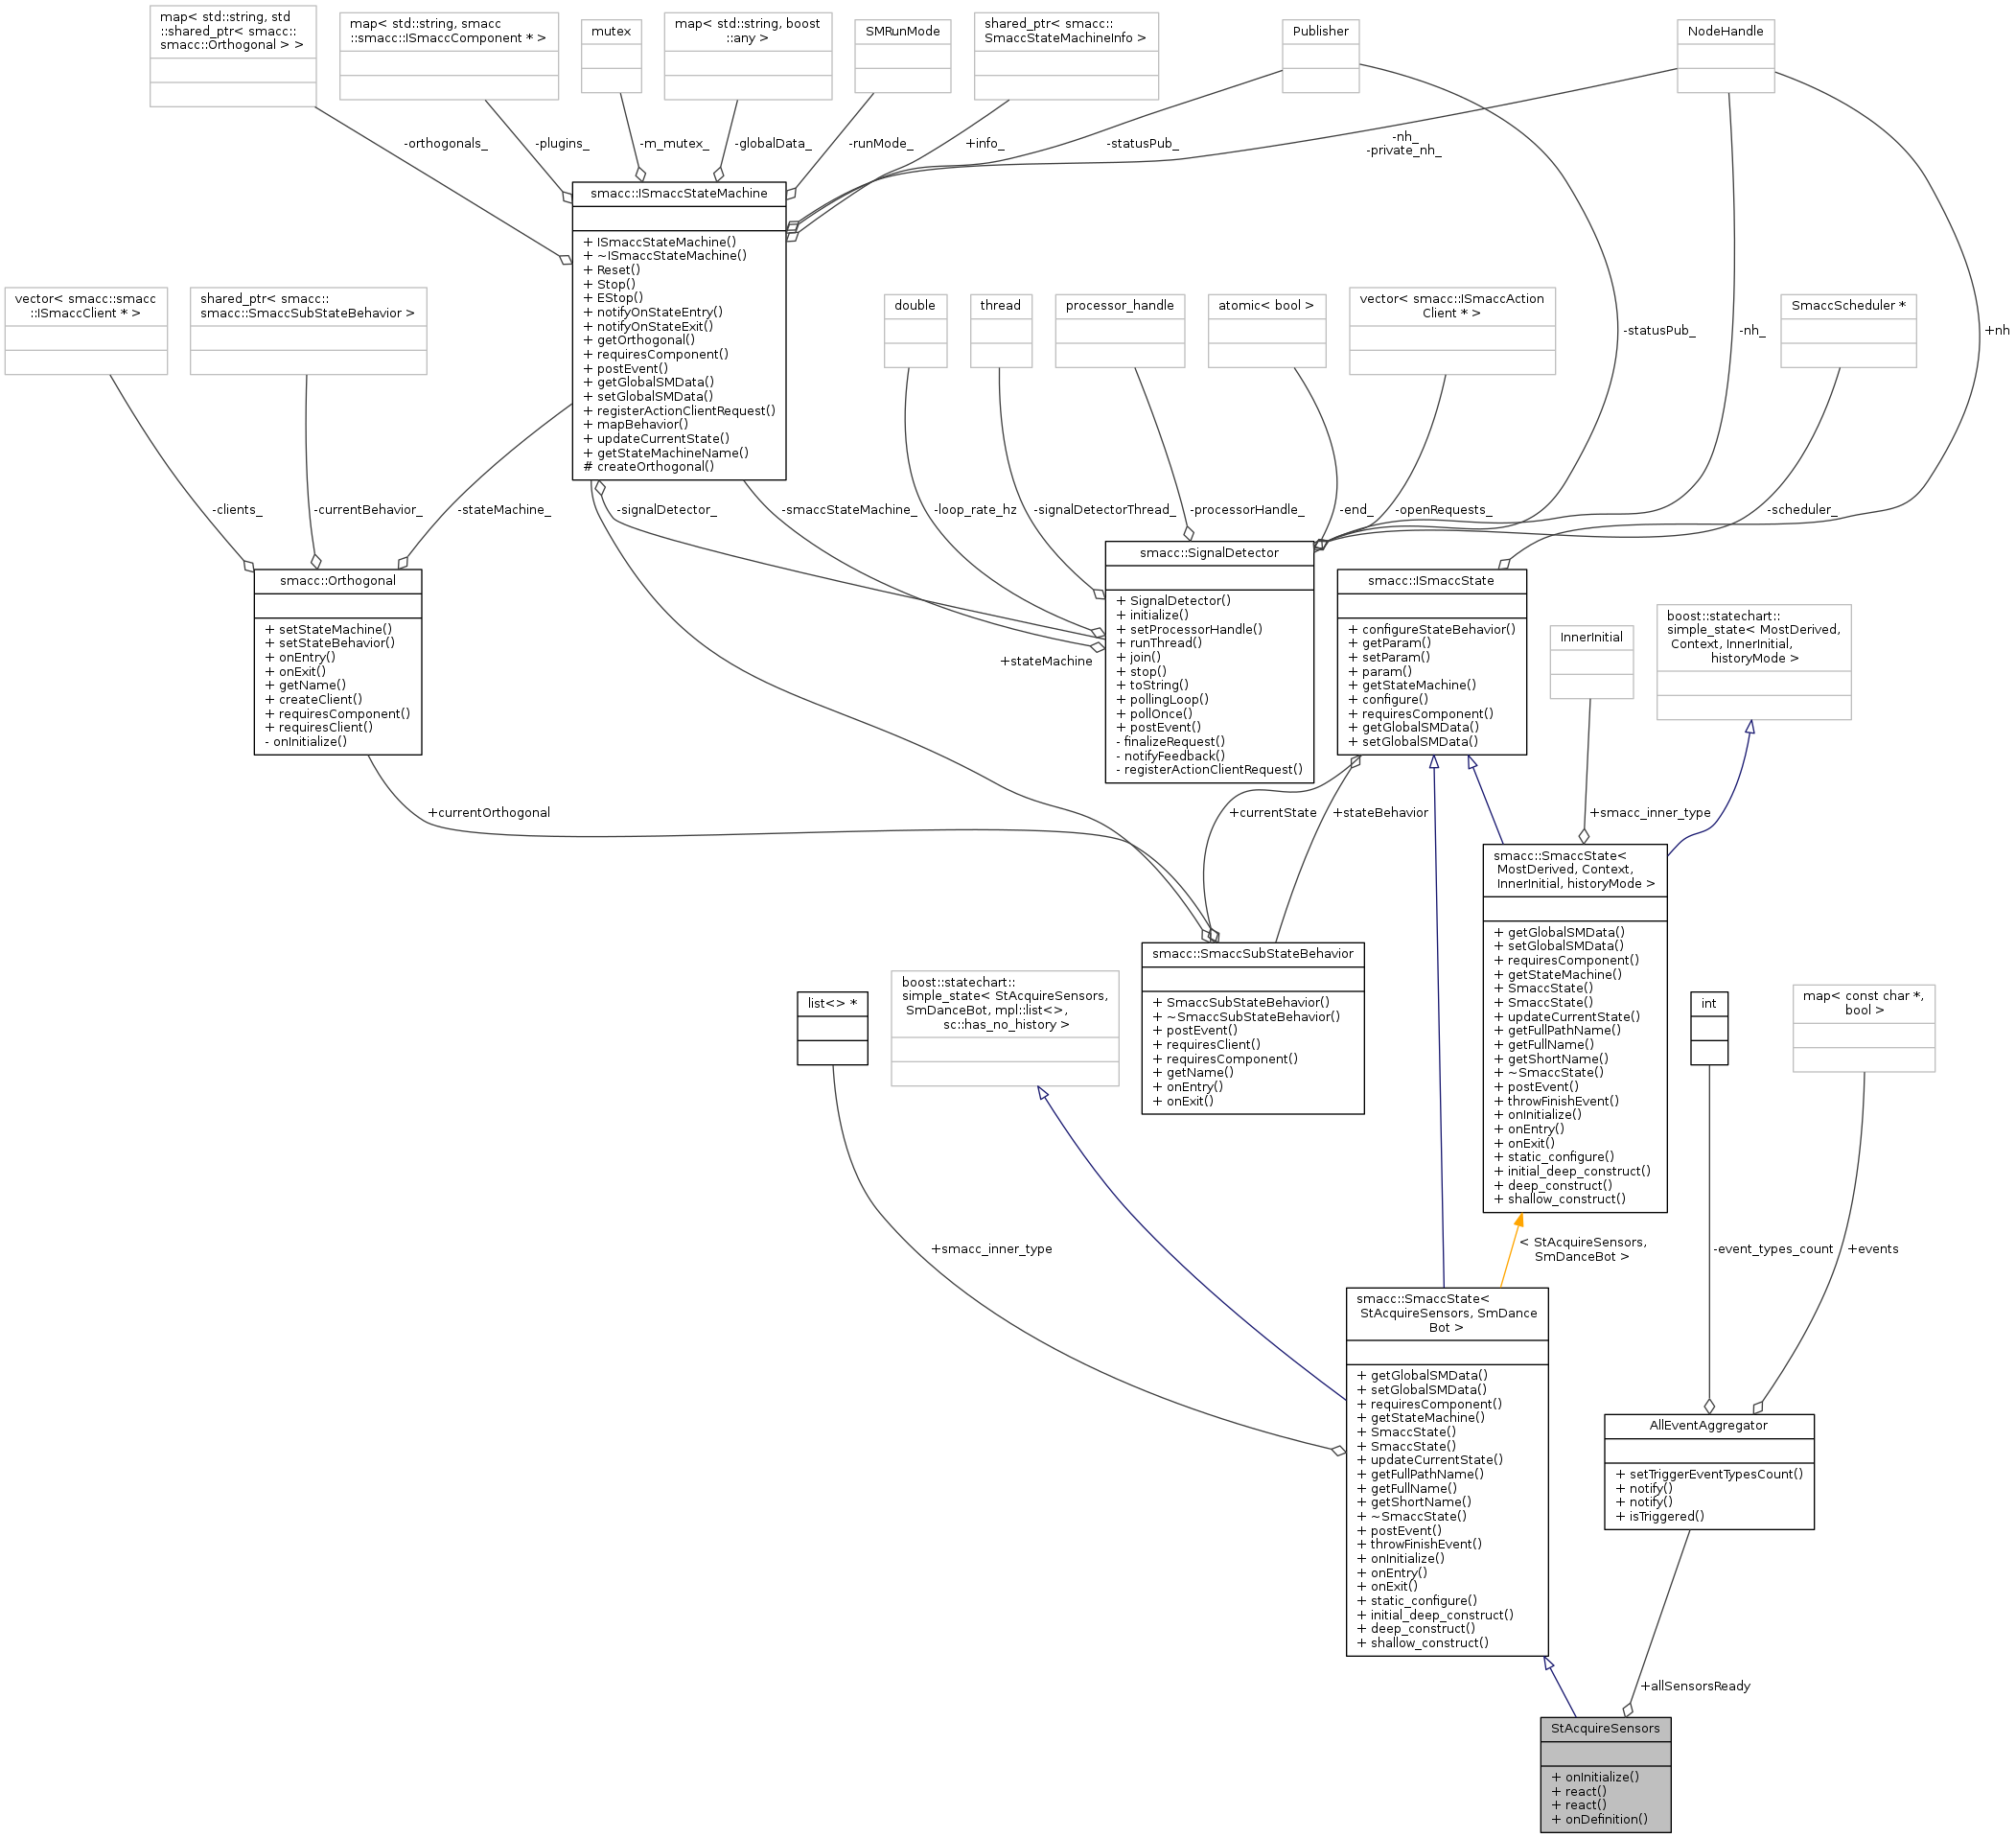 map< std::string, std
::shared_ptr< smacc::
smacc::Orthogonal > >
map< std::string, smacc
::smacc::ISmaccComponent * >
mutex
map< std::string, boost
::any >
SMRunMode
shared_ptr< smacc::
SmaccStateMachineInfo >
Publisher
NodeHandle
-orthogonals_
-plugins_
-m_mutex_
-globalData_
-runMode_
+info_
-statusPub_
-nh_
-private_nh_
smacc::ISmaccStateMachine
+ ISmaccStateMachine()
+ ~ISmaccStateMachine()
+ Reset()
+ Stop()
+ EStop()
+ notifyOnStateEntry()
+ notifyOnStateExit()
+ getOrthogonal()
+ requiresComponent()
+ postEvent()
+ getGlobalSMData()
+ setGlobalSMData()
+ registerActionClientRequest()
+ mapBehavior()
+ updateCurrentState()
+ getStateMachineName()
# createOrthogonal()
vector< smacc::smacc
::ISmaccClient * >
shared_ptr< smacc::
smacc::SmaccSubStateBehavior >
double
thread
processor_handle
atomic< bool >
vector< smacc::ISmaccAction
Client * >
SmaccScheduler *
-statusPub_
-nh_
+nh
-clients_
-currentBehavior_
-stateMachine_
-signalDetector_
-smaccStateMachine_
-loop_rate_hz
-signalDetectorThread_
-processorHandle_
-end_
-openRequests_
-scheduler_
smacc::Orthogonal
+ setStateMachine()
+ setStateBehavior()
+ onEntry()
+ onExit()
+ getName()
+ createClient()
+ requiresComponent()
+ requiresClient()
- onInitialize()
+stateMachine
smacc::SignalDetector
+ SignalDetector()
+ initialize()
+ setProcessorHandle()
+ runThread()
+ join()
+ stop()
+ toString()
+ pollingLoop()
+ pollOnce()
+ postEvent()
- finalizeRequest()
- notifyFeedback()
- registerActionClientRequest()
smacc::ISmaccState
+ configureStateBehavior()
+ getParam()
+ setParam()
+ param()
+ getStateMachine()
+ configure()
+ requiresComponent()
+ getGlobalSMData()
+ setGlobalSMData()
InnerInitial
boost::statechart::
simple_state< MostDerived,
Context, InnerInitial,
historyMode >
+currentOrthogonal
+currentState
+stateBehavior
+smacc_inner_type
smacc::SmaccState<
MostDerived, Context,
InnerInitial, historyMode >
+ getGlobalSMData()
+ setGlobalSMData()
+ requiresComponent()
+ getStateMachine()
+ SmaccState()
+ SmaccState()
+ updateCurrentState()
+ getFullPathName()
+ getFullName()
+ getShortName()
+ ~SmaccState()
+ postEvent()
+ throwFinishEvent()
+ onInitialize()
+ onEntry()
+ onExit()
+ static_configure()
+ initial_deep_construct()
+ deep_construct()
+ shallow_construct()
smacc::SmaccSubStateBehavior
+ SmaccSubStateBehavior()
+ ~SmaccSubStateBehavior()
+ postEvent()
+ requiresClient()
+ requiresComponent()
+ getName()
+ onEntry()
+ onExit()
list<> *
boost::statechart::
simple_state< StAcquireSensors,
SmDanceBot, mpl::list<>,
sc::has_no_history >
int
map< const char *,
bool >
+smacc_inner_type
< StAcquireSensors,
SmDanceBot >
-event_types_count
+events
smacc::SmaccState<
StAcquireSensors, SmDance
Bot >
+ getGlobalSMData()
+ setGlobalSMData()
+ requiresComponent()
+ getStateMachine()
+ SmaccState()
+ SmaccState()
+ updateCurrentState()
+ getFullPathName()
+ getFullName()
+ getShortName()
+ ~SmaccState()
+ postEvent()
+ throwFinishEvent()
+ onInitialize()
+ onEntry()
+ onExit()
+ static_configure()
+ initial_deep_construct()
+ deep_construct()
+ shallow_construct()
AllEventAggregator
+ setTriggerEventTypesCount()
+ notify()
+ notify()
+ isTriggered()
+allSensorsReady
StAcquireSensors
+ onInitialize()
+ react()
+ react()
+ onDefinition()